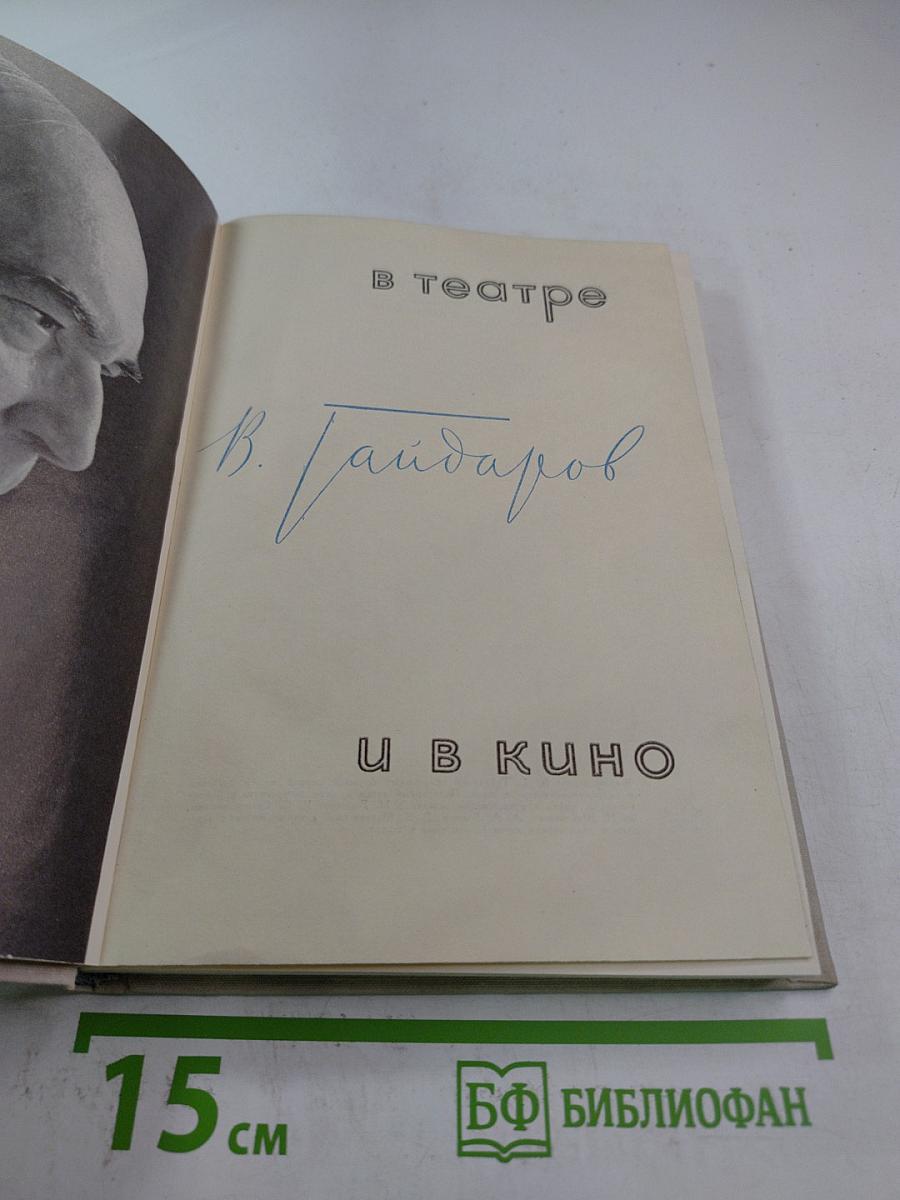 в театре
В. Гайдаров
и в кино
15 см
БФ БИБЛИОФАН